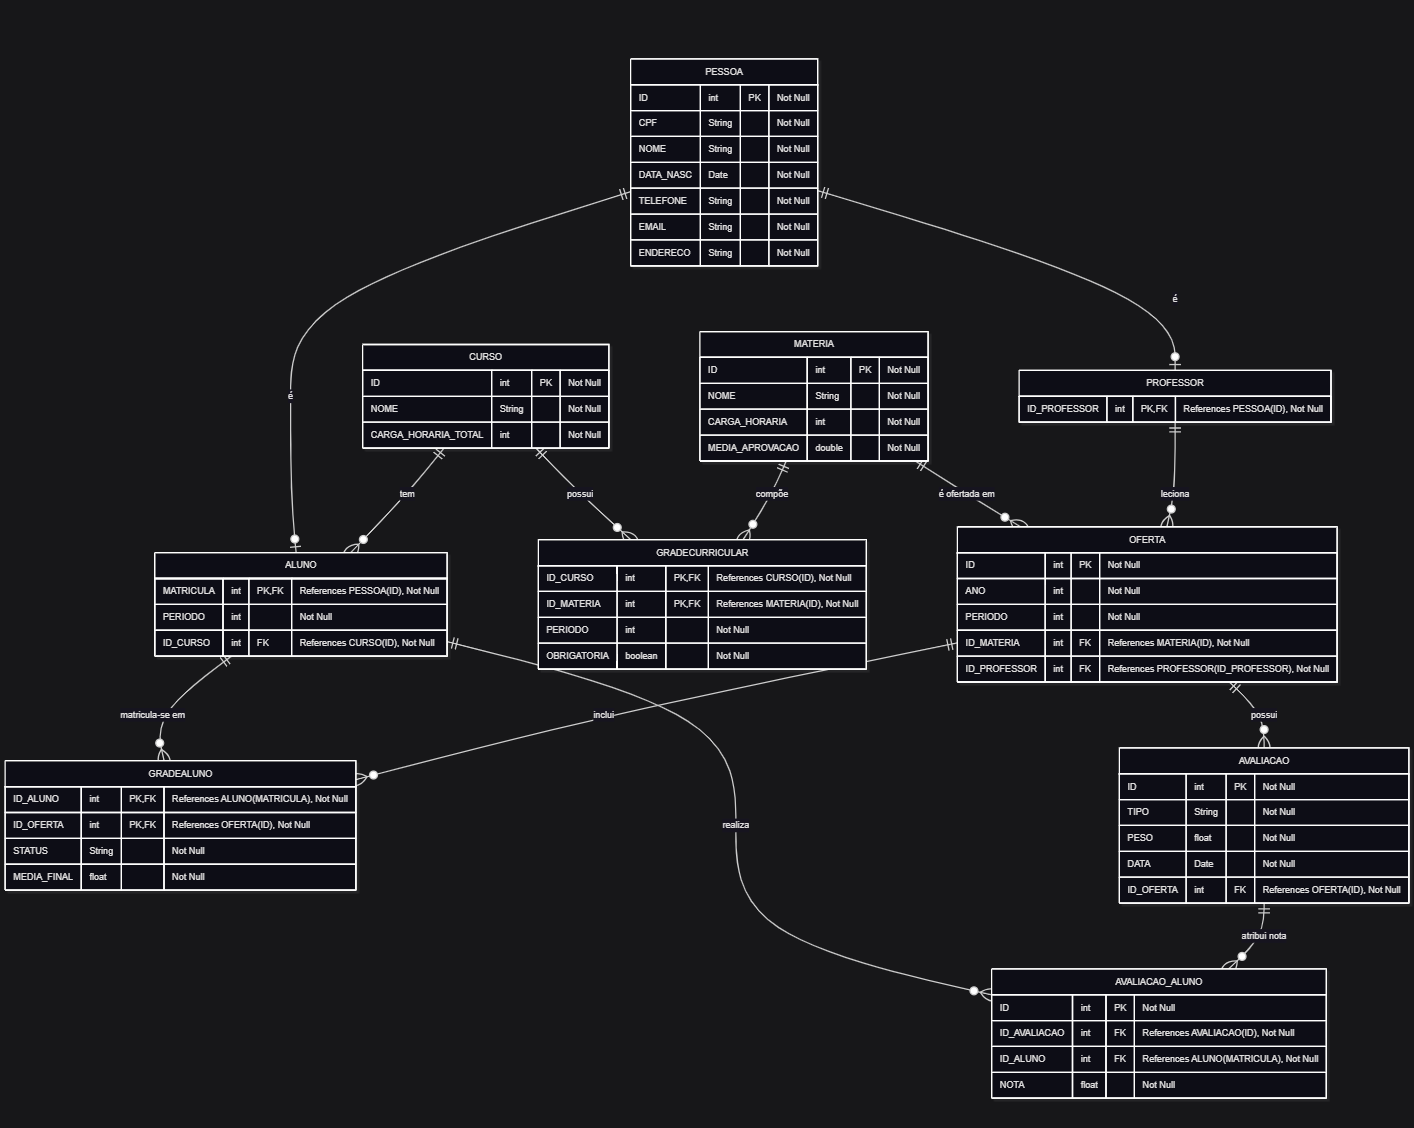 PESSOA
ID int PK Not Null
CPF String Not Null
NOME String Not Null
DATA_NASC Date Not Null
TELEFONE String Not Null
EMAIL String Not Null
ENDERECO String Not Null
é
é
CURSO
ID int PK Not Null
NOME String Not Null
CARGA_HORARIA_TOTAL int Not Null
MATERIA
ID int PK Not Null
NOME String Not Null
CARGA_HORARIA int Not Null
MEDIA_APROVACAO double Not Null
PROFESSOR
ID_PROFESSOR int PK,FK References PESSOA(ID), Not Null
tem
possui
compõe
é ofertada em
leciona
ALUNO
MATRICULA int PK,FK References PESSOA(ID), Not Null
PERIODO int Not Null
ID_CURSO int FK References CURSO(ID), Not Null
GRADECURRICULAR
ID_CURSO int PK,FK References CURSO(ID), Not Null
ID_MATERIA int PK,FK References MATERIA(ID), Not Null
PERIODO int Not Null
OBRIGATORIA boolean Not Null
OFERTA
ID int PK Not Null
ANO int Not Null
PERIODO int Not Null
ID_MATERIA int FK References MATERIA(ID), Not Null
ID_PROFESSOR int FK References PROFESSOR(ID_PROFESSOR), Not Null
matricula-se em
inclui
possui
GRADEALUNO
ID_ALUNO int PK,FK References ALUNO(MATRICULA), Not Null
ID_OFERTA int PK,FK References OFERTA(ID), Not Null
STATUS String Not Null
MEDIA_FINAL float Not Null
realiza
AVALIACAO
ID int PK Not Null
TIPO String Not Null
PESO float Not Null
DATA Date Not Null
ID_OFERTA int FK References OFERTA(ID), Not Null
atribui nota
AVALIACAO_ALUNO
ID int PK Not Null
ID_AVALIACAO int FK References AVALIACAO(ID), Not Null
ID_ALUNO int FK References ALUNO(MATRICULA), Not Null
NOTA float Not Null